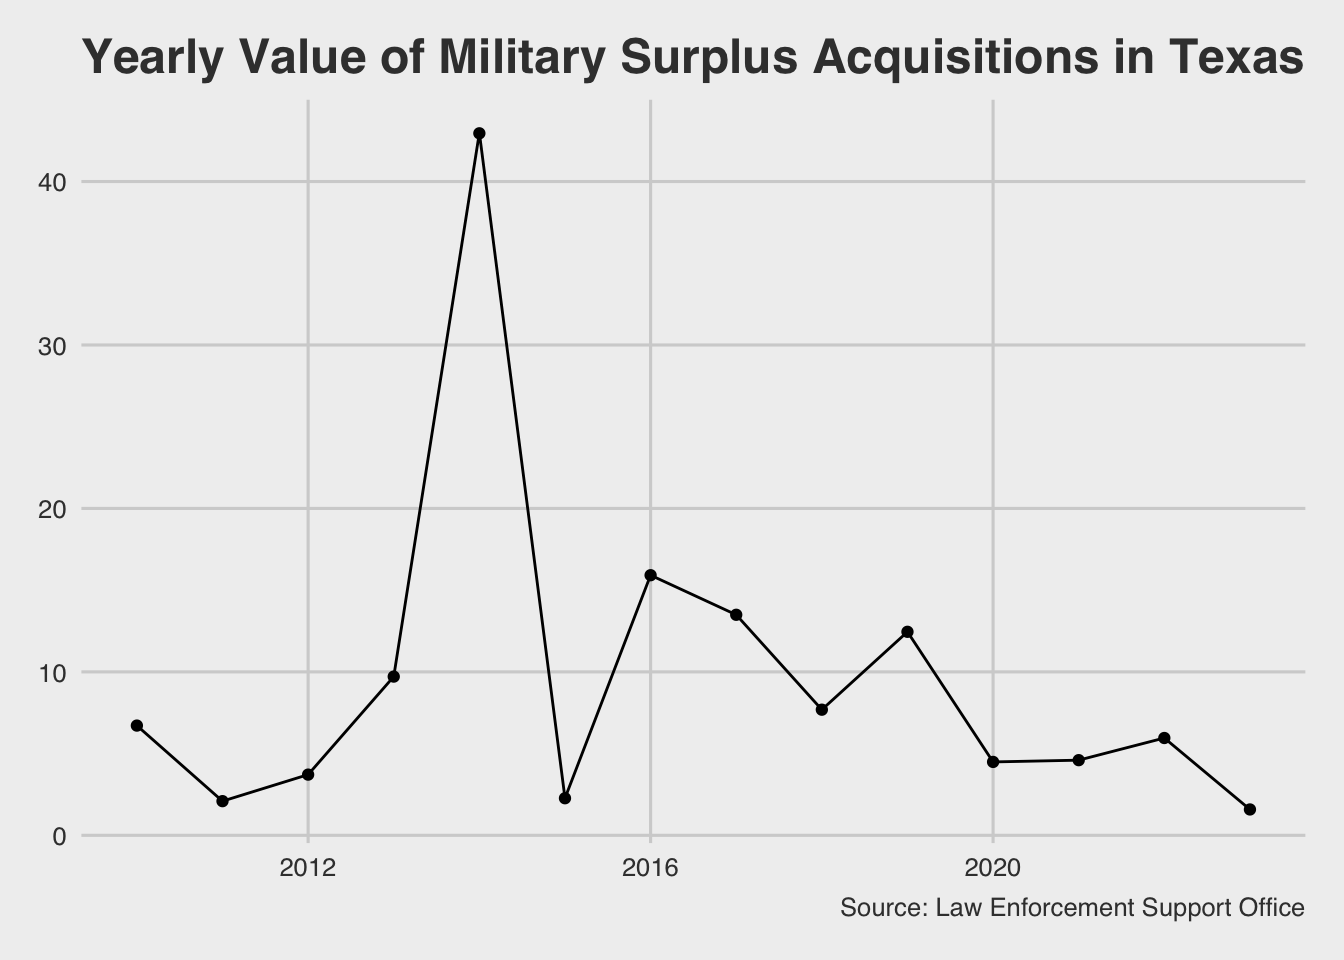 Yearly Value of Military Surplus Acquisitions in Texas
40
30
20
10
0
2012 2016 2020
Source: Law Enforcement Support Office